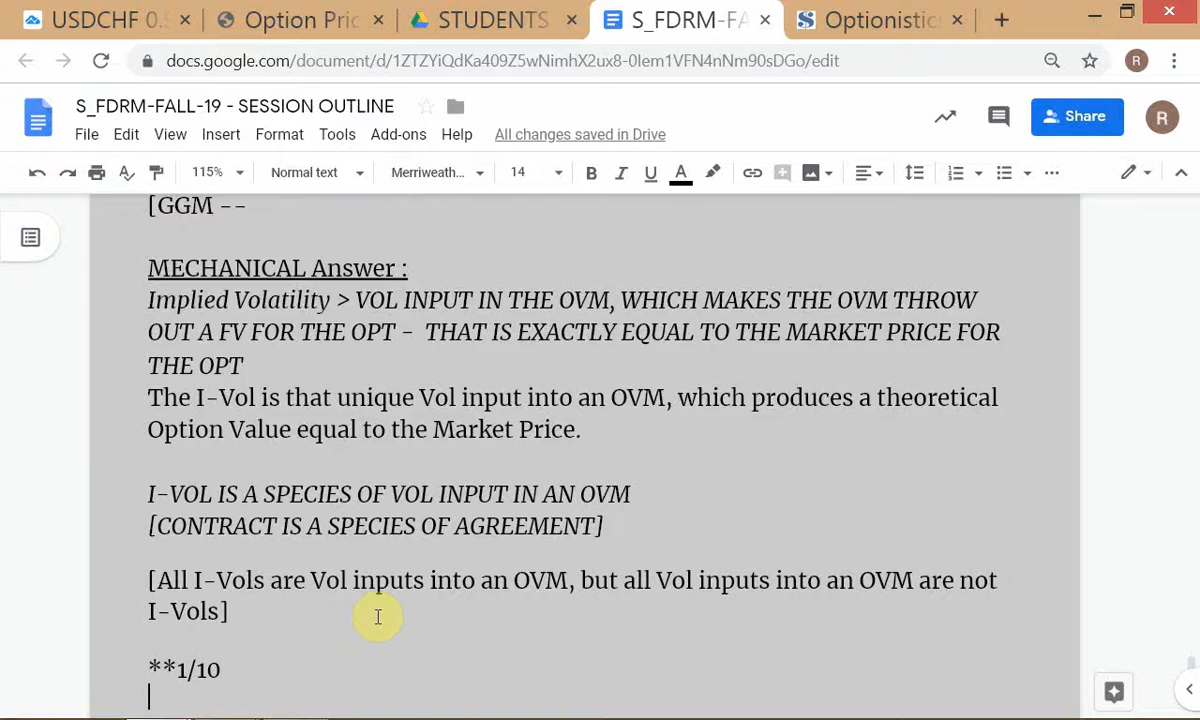 USDCHF 0.9
Option Pric
STUDENTS
S_FDRM-FA
Optionistics
docs.google.com/document/d/1ZTZYiQdKa409Z5wNimhX2ux8-0Iem1VFN4nNm90sDGo/edit
R
S_FDRM-FALL-19 - SESSION OUTLINE
Share
R
File Edit View Insert Format Tools Add-ons Help All changes saved in Drive
115% Normal text Merriweath... 14 B I U A
[GGM --
MECHANICAL Answer :
Implied Volatility > VOL INPUT IN THE OVM, WHICH MAKES THE OVM THROW
OUT A FV FOR THE OPT - THAT IS EXACTLY EQUAL TO THE MARKET PRICE FOR
THE OPT
The I-Vol is that unique Vol input into an OVM, which produces a theoretical
Option Value equal to the Market Price.
I-VOL IS A SPECIES OF VOL INPUT IN AN OVM
[CONTRACT IS A SPECIES OF AGREEMENT]
[All I-Vols are Vol inputs into an OVM, but all Vol inputs into an OVM are not
I-Vols]
**1/10